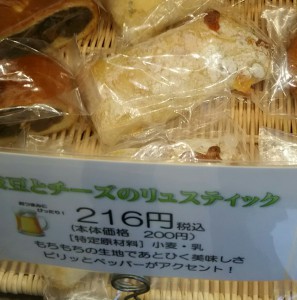 豆とチーズのリュスティック
216円税込
(本体価格 200円)
[特定原材料] 小麦・乳
もちもちの生地であとひく美味しさ
ピリッとペッパーがアクセント!